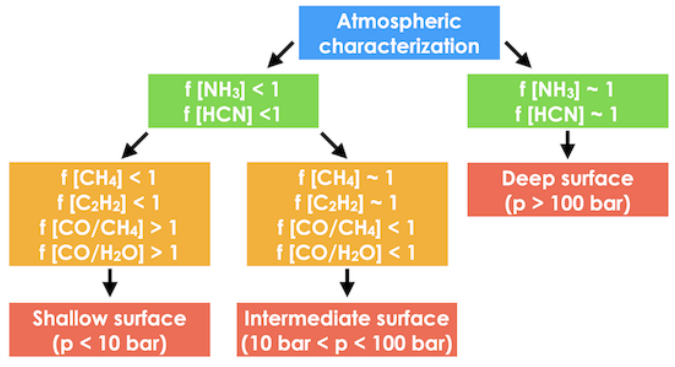 Atmospheric
characterization
f [NH₃] < 1
f [HCN] <1
f [NH₃] ~ 1
f [HCN] ~ 1
f [CH₄] < 1
f [C₂H₂] < 1
f [CO/CH₄] > 1
f [CO/H₂O] > 1
f [CH₄] ~ 1
f [C₂H₂] ~ 1
f [CO/CH₄] < 1
f [CO/H₂O] < 1
Deep surface
(p > 100 bar)
Shallow surface
(p < 10 bar)
Intermediate surface
(10 bar < p < 100 bar)